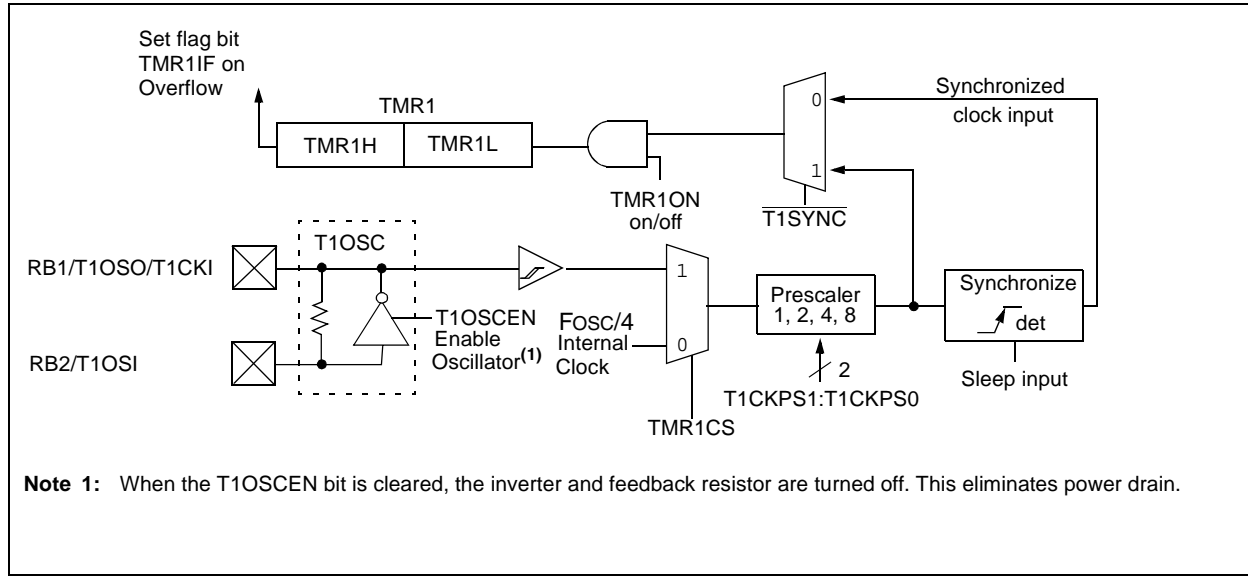 Set flag bit
TMR1IF on
Overflow
TMR1
TMR1H
TMR1L
0
1
Synchronized
clock input
TMR1ON
on/off
T1SYNC
T1OSC
RB1/T1OSO/T1CKI
RB2/T1OSI
T1OSCEN
Enable
Oscillator(1)
FOSC/4
Internal
Clock
1
0
TMR1CS
Prescaler
1, 2, 4, 8
2
T1CKPS1:T1CKPS0
Synchronize
det
Sleep input
Note 1: When the T1OSCEN bit is cleared, the inverter and feedback resistor are turned off. This eliminates power drain.